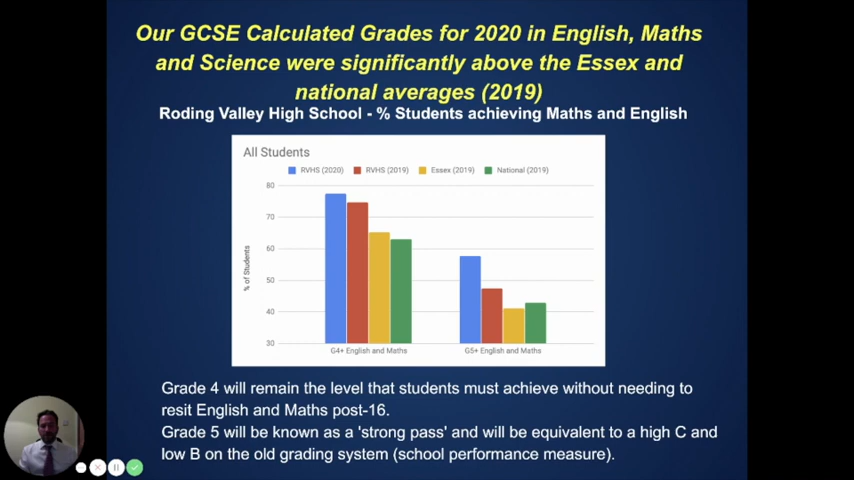 Our GCSE Calculated Grades for 2020 in English, Maths
and Science were significantly above the Essex and
national averages (2019)
Roding Valley High School - % Students achieving Maths and English
All Students
RVHS (2020) RVHS (2019) Essex (2019) National (2019)
80
70
60
50
40
30
% of Students
G4+ English and Maths G5+ English and Maths
Grade 4 will remain the level that students must achieve without needing to
resit English and Maths post-16.
Grade 5 will be known as a 'strong pass' and will be equivalent to a high C and
low B on the old grading system (school performance measure).